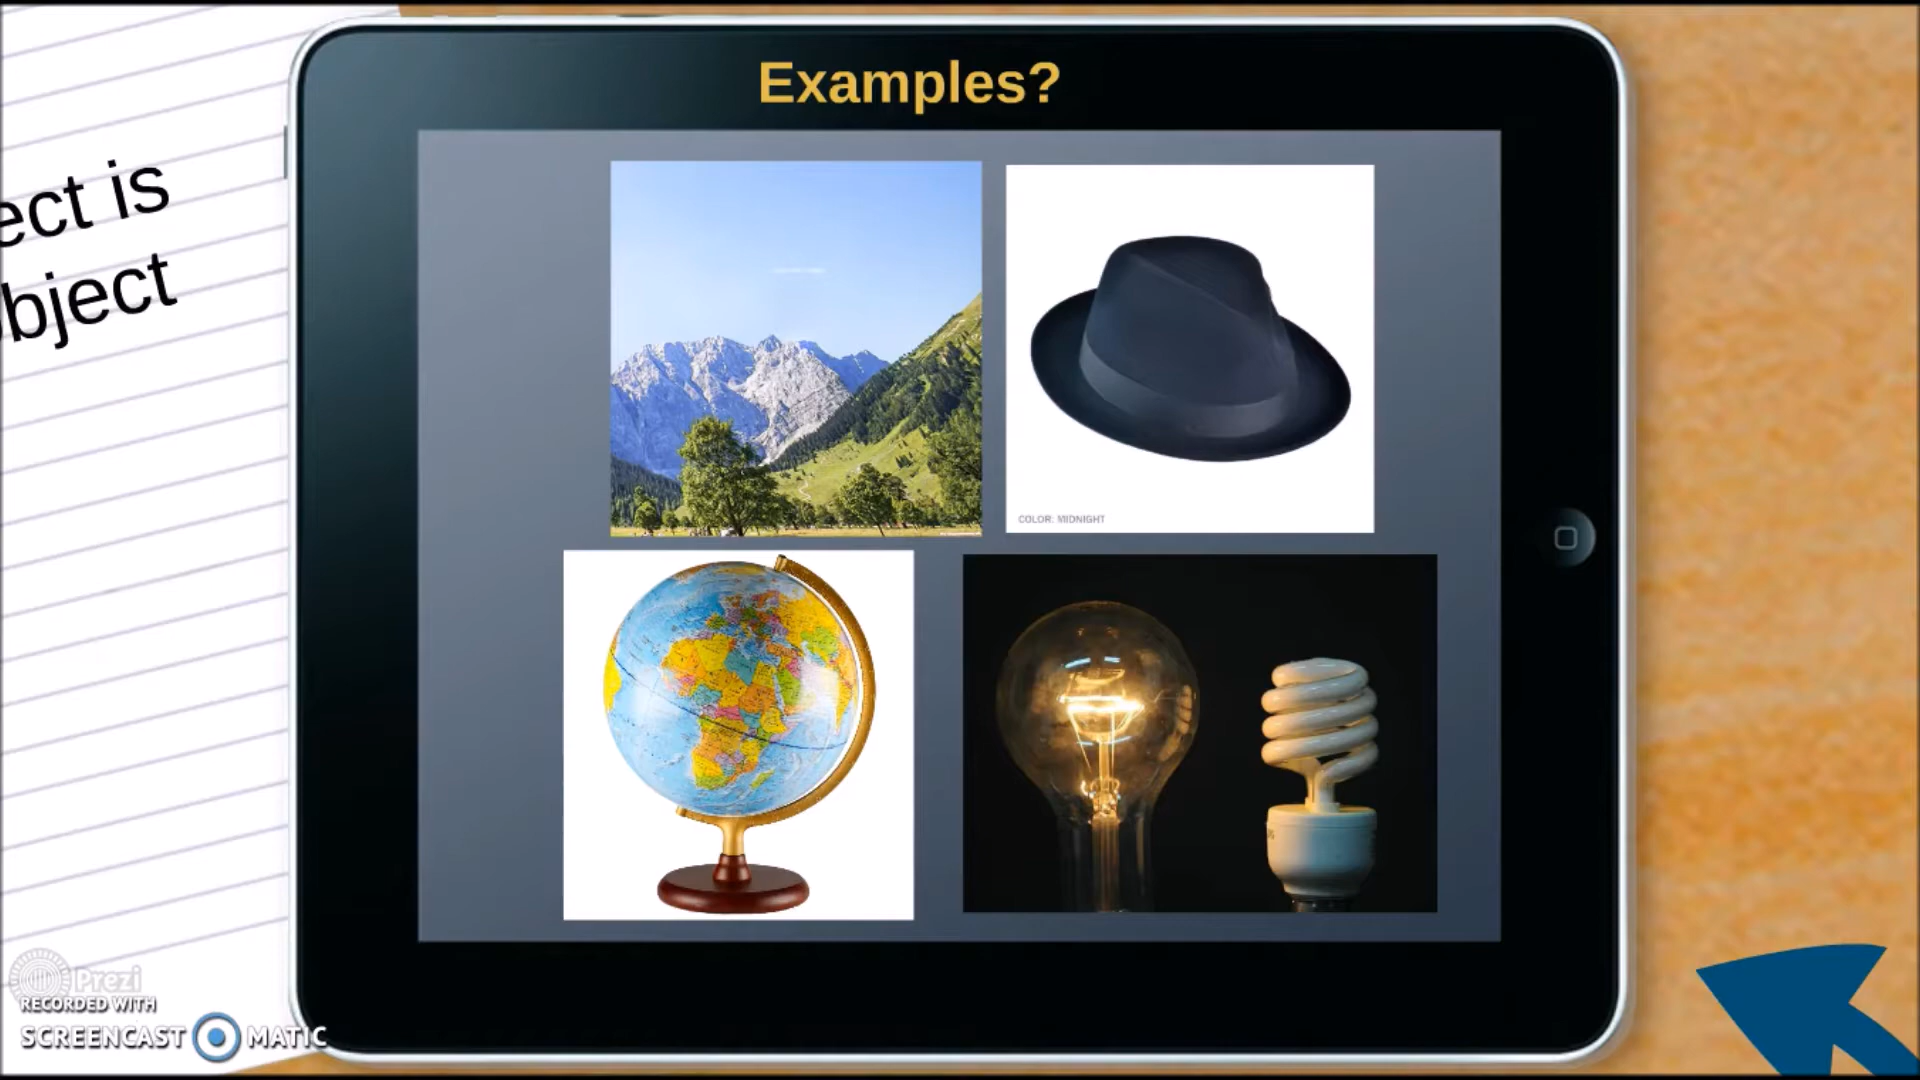 Examples?
ect is
bject
COLOR: MIDNIGHT
Prezi
RECORDED WITH
SCREENCAST MATIC